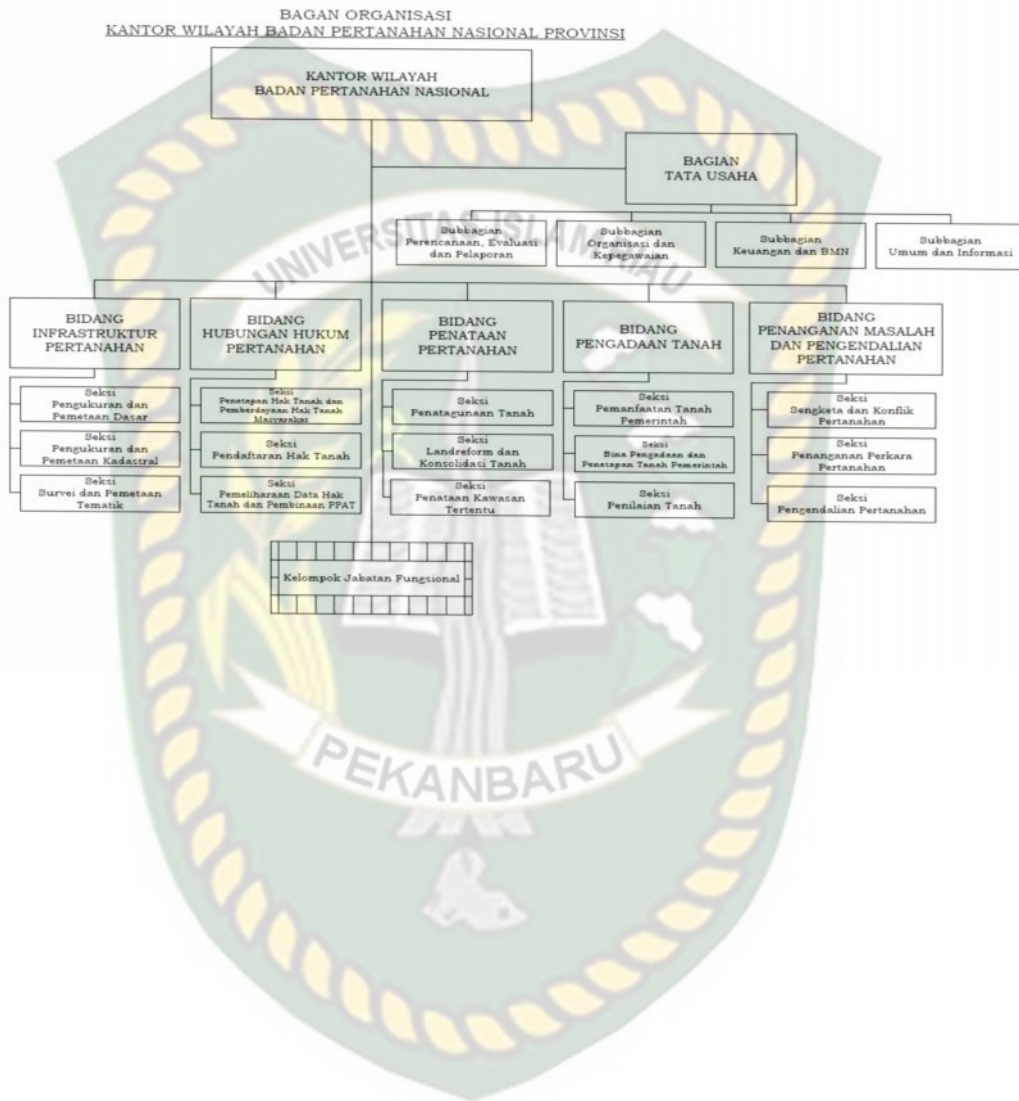 BAGAN ORGANISASI
KANTOR WILAYAH BADAN PERTANAHAN NASIONAL PROVINSI
KANTOR WILAYAH
BADAN PERTANAHAN NASIONAL
BAGIAN
TATA USAHA
Subbagian
Perencanaan, Evaluasi
dan Pelaporan
Subbagian
Organisasi dan
Kepegawaian
Subbagian
Keuangan dan BMN
Subbagian
Umum dan Informasi
UNIVERSITAS ISLAM RIAU
BIDANG
INFRASTRUKTUR
PERTANAHAN
Seksi
Pengukuran dan
Pemetaan Dasar
Seksi
Pengukuran dan
Pemetaan Kadastral
Seksi
Survei dan Pemetaan
Tematik
BIDANG
HUBUNGAN HUKUM
PERTANAHAN
Seksi
Penetapan Hak Tanah dan
Pemberdayaan Hak Tanah
Masyarakat
Seksi
Pendaftaran Hak Tanah
Seksi
Pemeliharaan Data Hak
Tanah dan Pembinaan PPAT
BIDANG
PENATAAN
PERTANAHAN
Seksi
Penatagunaan Tanah
Seksi
Landreform dan
Konsolidasi Tanah
Seksi
Penataan Kawasan
Tertentu
BIDANG
PENGADAAN TANAH
Seksi
Pemanfaatan Tanah
Pemerintah
Seksi
Bina Pengadaan dan
Penetapan Tanah Pemerintah
Seksi
Penilaian Tanah
BIDANG
PENANGANAN MASALAH
DAN PENGENDALIAN
PERTANAHAN
Seksi
Sengketa dan Konflik
Pertanahan
Seksi
Penanganan Perkara
Pertanahan
Seksi
Pengendalian Pertanahan
Kelompok Jabatan Fungsional
PEKANBARU